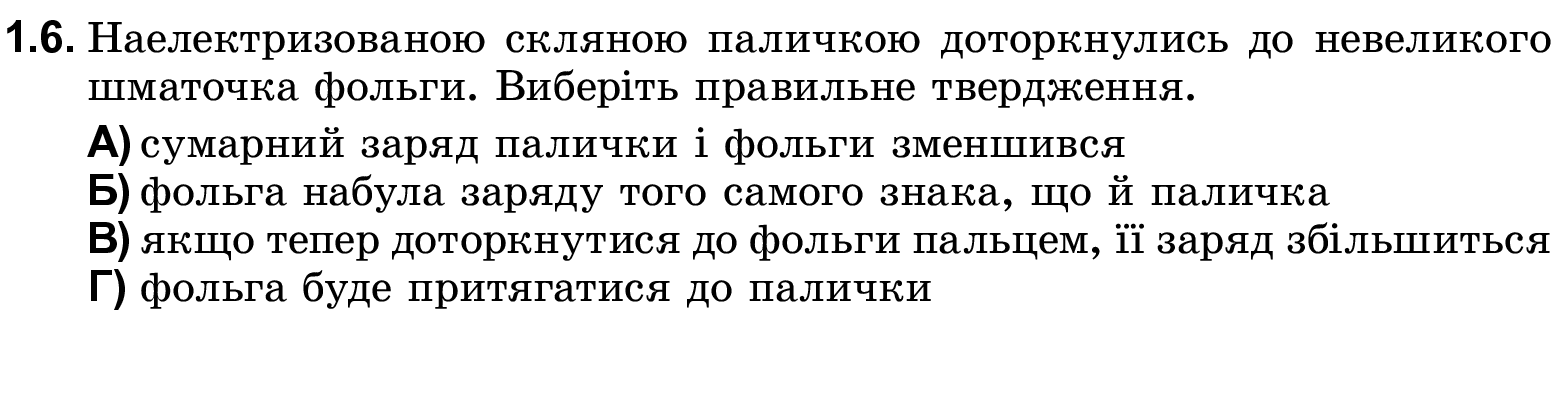 1.6. Наелектризованою скляною паличкою доторкнулись до невеликого
шматочка фольги. Виберіть правильне твердження.
А) сумарний заряд палички і фольги зменшився
Б) фольга набула заряду того самого знака, що й паличка
В) якщо тепер доторкнутися до фольги пальцем, її заряд збільшиться
Г) фольга буде притягатися до палички